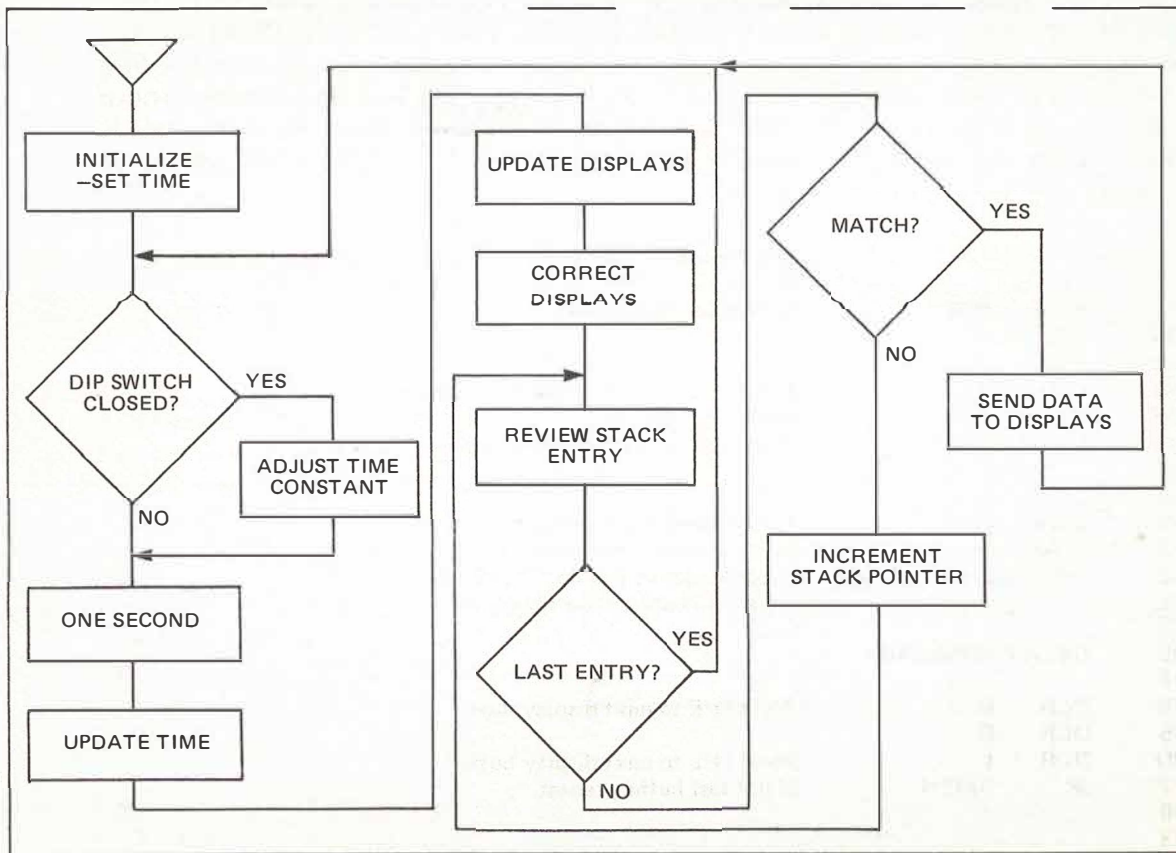 INITIALIZE
—SET TIME
DIP SWITCH
CLOSED?
YES
NO
ADJUST TIME
CONSTANT
ONE SECOND
UPDATE TIME
UPDATE DISPLAYS
CORRECT
DISPLAYS
REVIEW STACK
ENTRY
LAST ENTRY?
YES
NO
MATCH?
YES
NO
SEND DATA
TO DISPLAYS
INCREMENT
STACK POINTER